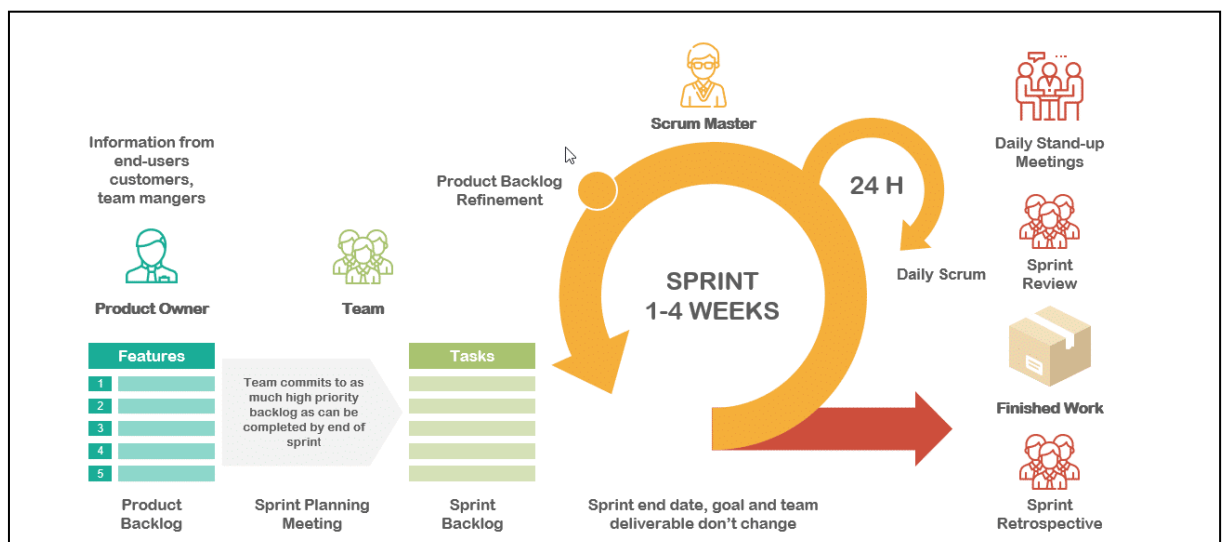 Information from
end-users
customers,
team mangers
Product Owner
Features
1
2
3
4
5
Product
Backlog
Team commits to as
much high priority
backlog as can be
completed by end of
sprint
Sprint Planning
Meeting
Team
Tasks
Sprint
Backlog
Scrum Master
Product Backlog
Refinement
SPRINT
1-4 WEEKS
24 H
Daily Scrum
Sprint end date, goal and team
deliverable don’t change
Daily Stand-up
Meetings
Sprint
Review
Finished Work
Sprint
Retrospective